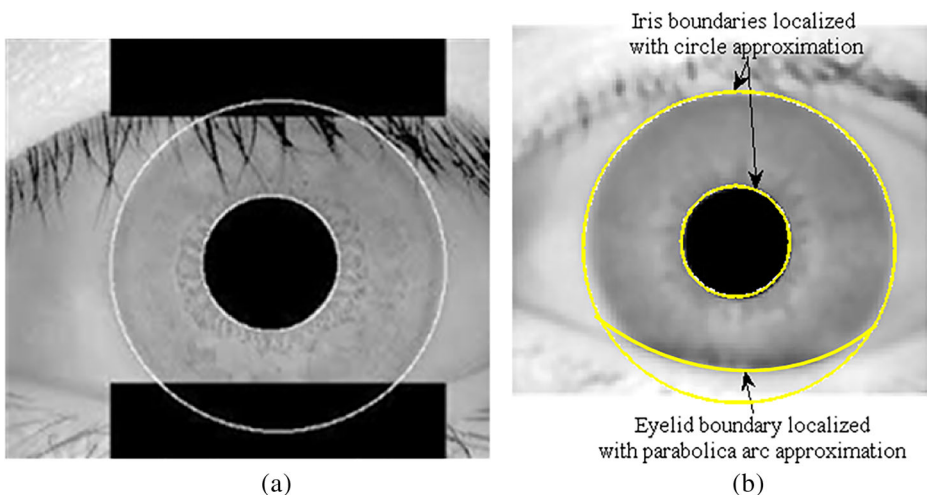 Iris boundaries localized
with circle approximation
Eyelid boundary localized
with parabolica arc approximation
(a)
(b)